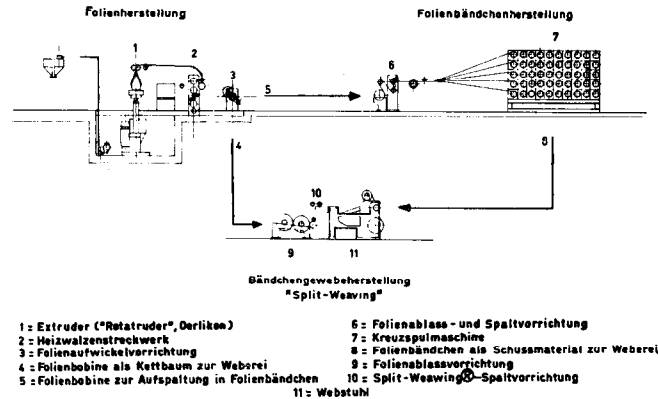 Folienherstellung
Folienbändchenherstellung
1
2
3
4
5
6
7
8
9
10
11
Bändchengewebeherstellung
"Split-Weaving"
1 = Extruder ("Rotatruder", Oerlikon)
2 = Heizwalzenstreckwerk
3 = Folienaufwickelvorrichtung
4 = Folienbobine als Kettbaum zur Weberei
5 = Folienbobine zur Aufspaltung in Folienbändchen
6 = Folienablass- und Spaltvorrichtung
7 = Kreuzspulmaschine
8 = Folienbändchen als Schussmaterial zur Weberei
9 = Folienablassvorrichtung
10 = Split-Weawing®-Spaltvorrichtung
11 = Webstuhl